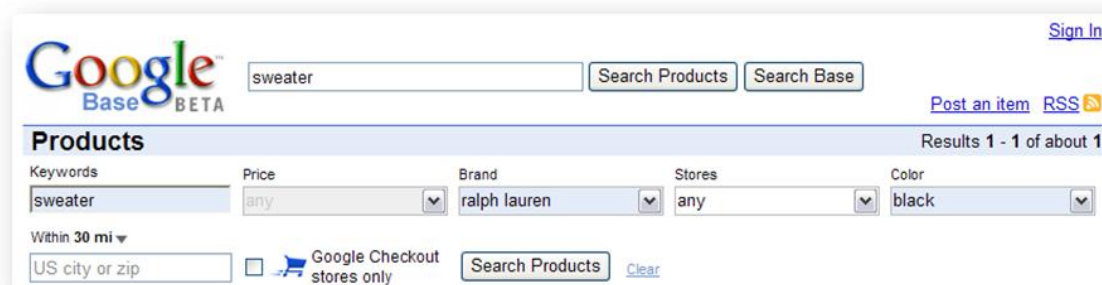 Sign In
Google™
Base BETA
sweater
Search Products
Search Base
Post an item RSS
Products
Results 1 - 1 of about 1
Keywords
Price
Brand
Stores
Color
sweater
any
ralph lauren
any
black
Within 30 mi
US city or zip
Google Checkout
stores only
Search Products
Clear